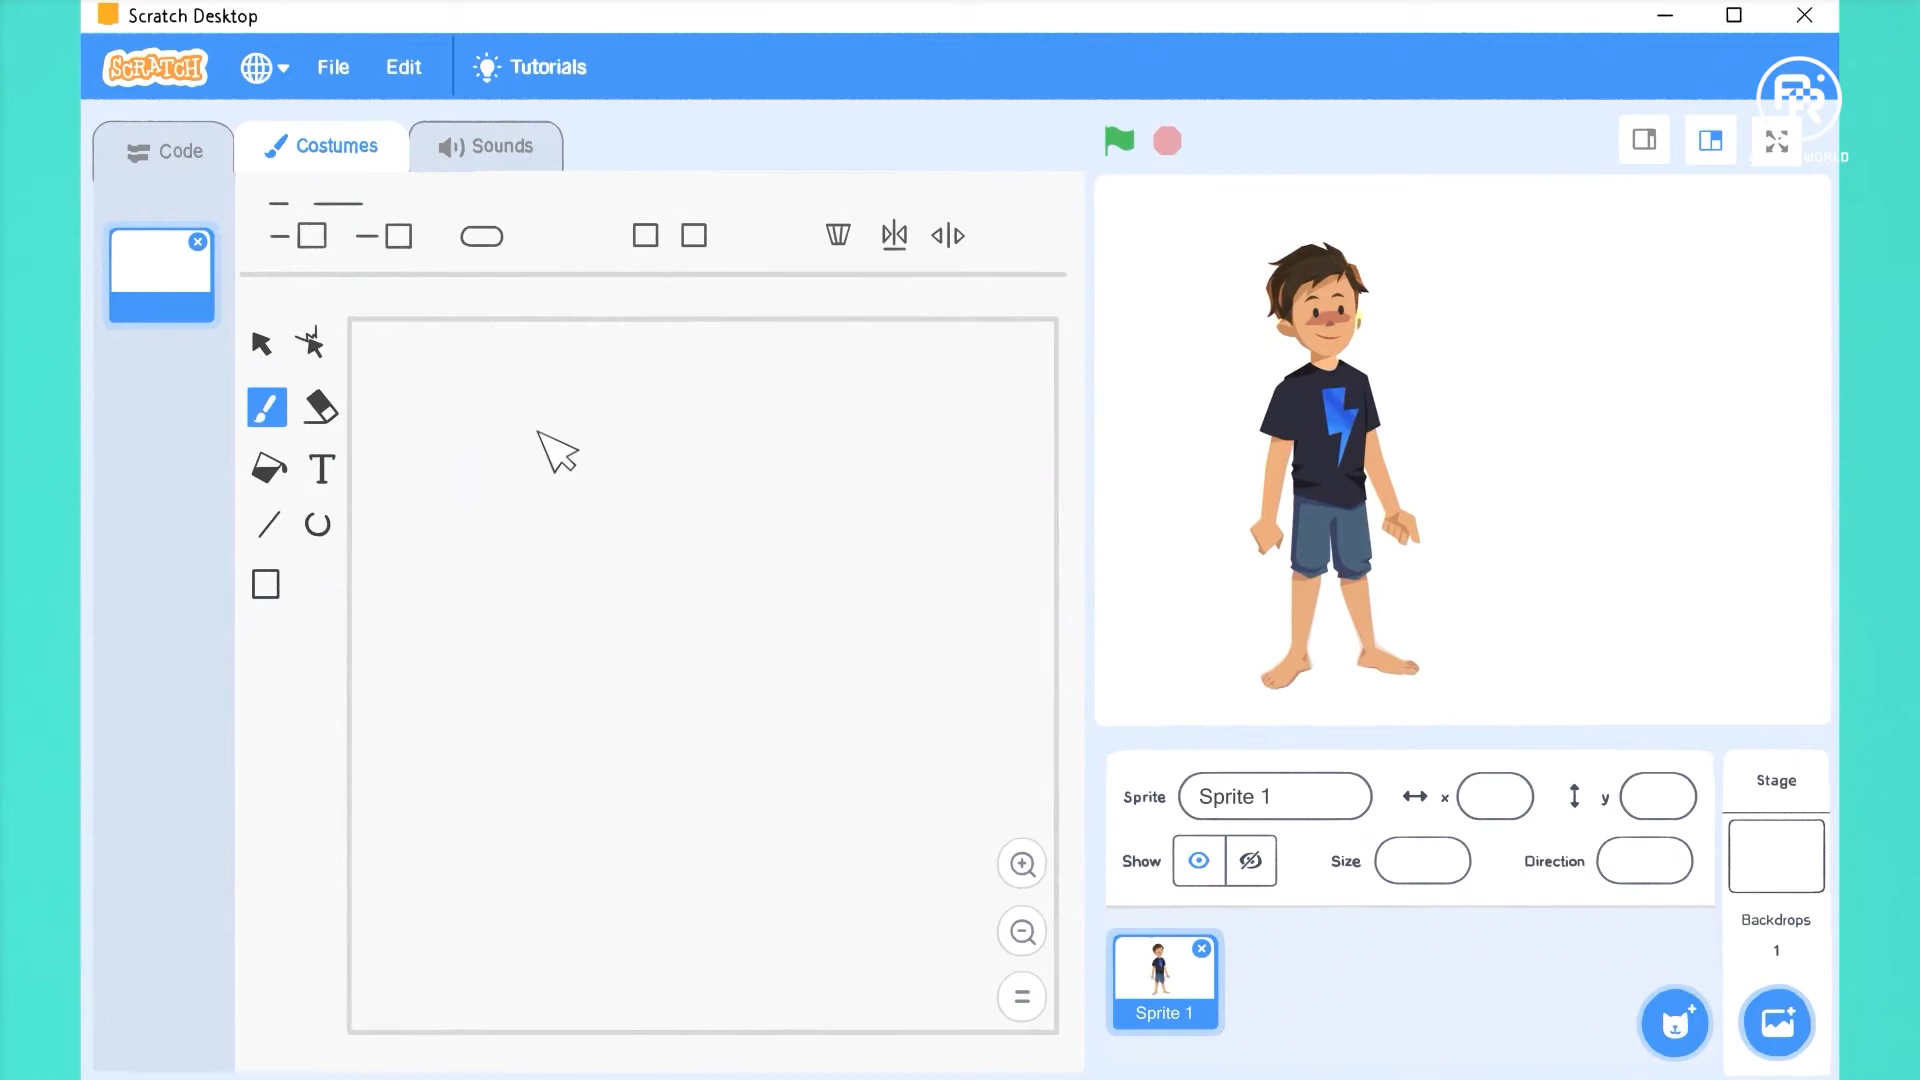 Scratch Desktop
SCRATCH File Edit Tutorials
Code Costumes Sounds
WORLD
T
Sprite Sprite 1 x y
Show Size Direction
Stage
Backdrops
1
Sprite 1